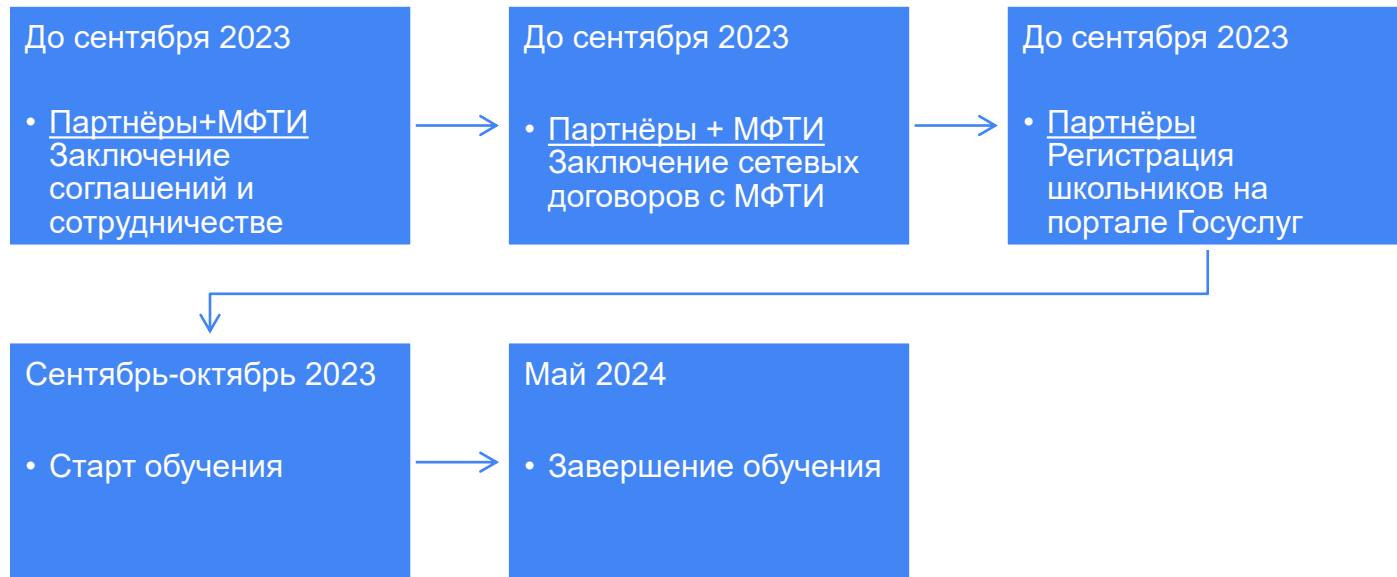 До сентября 2023
• Партнёры+МФТИ
Заключение
соглашений и
сотрудничестве
До сентября 2023
• Партнёры + МФТИ
Заключение сетевых
договоров с МФТИ
До сентября 2023
• Партнёры
Регистрация
школьников на
портале Госуслуг
Сентябрь-октябрь 2023
• Старт обучения
Май 2024
• Завершение обучения